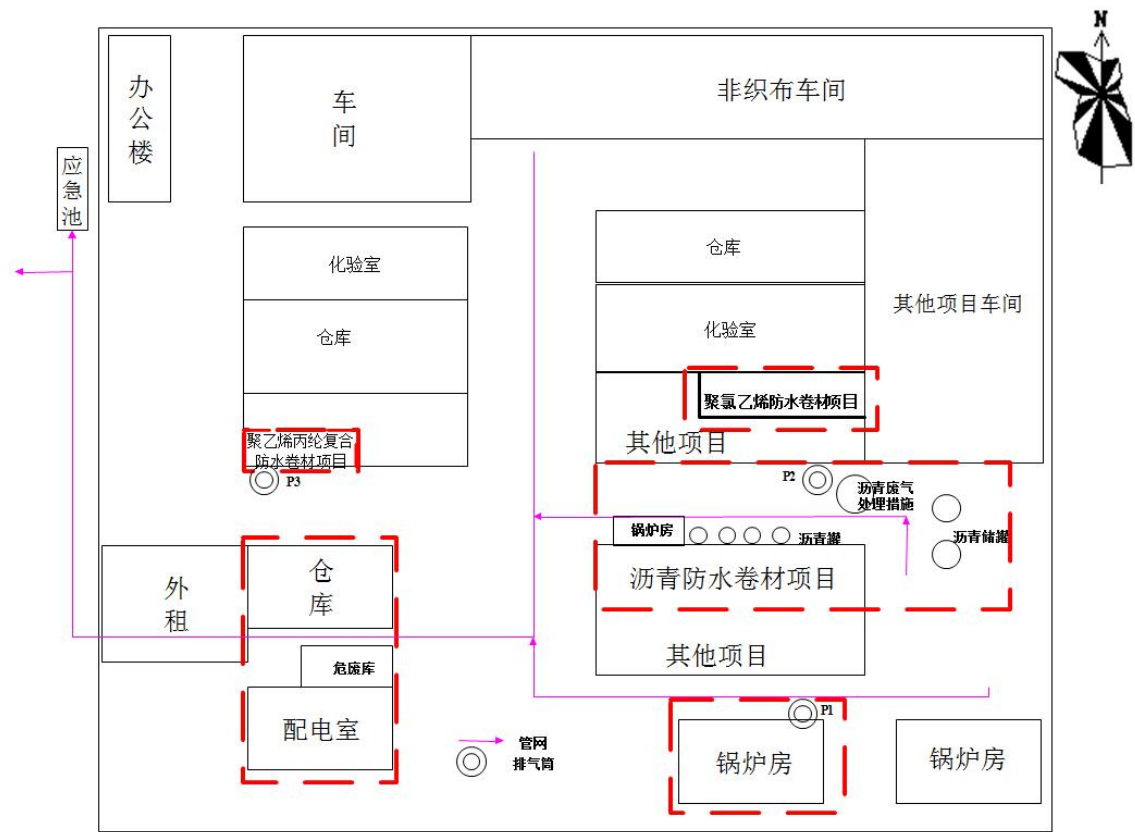 N
办公楼
车间
非织布车间
应急池
化验室
仓库
仓库
化验室
其他项目车间
聚氯乙烯防水卷材项目
其他项目
聚乙烯丙纶复合
防水卷材项目
P3
P2
沥青废气
处理措施
锅炉房
沥青罐
沥青储罐
外租
仓库
沥青防水卷材项目
其他项目
危废库
配电室
管网
排气筒
P1
锅炉房
锅炉房